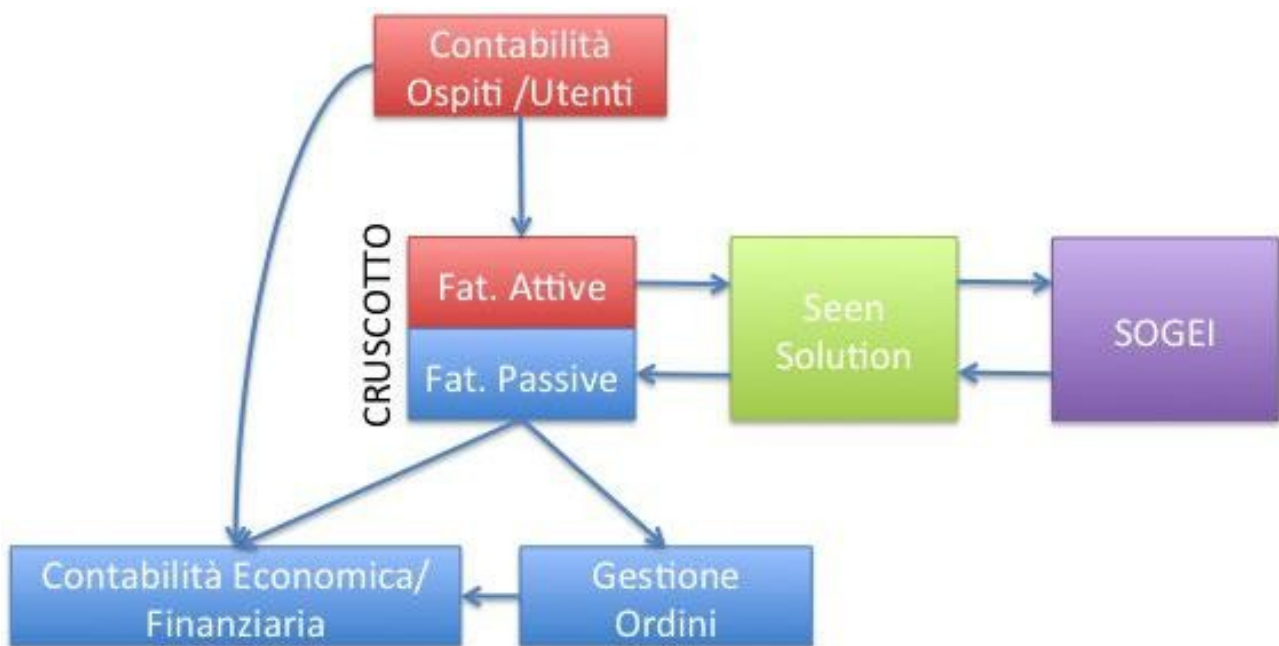 Contabilità
Ospiti /Utenti
CRUSCOTTO
Fat. Attive
Fat. Passive
Seen
Solution
SOGEI
Contabilità Economica/
Finanziaria
Gestione
Ordini